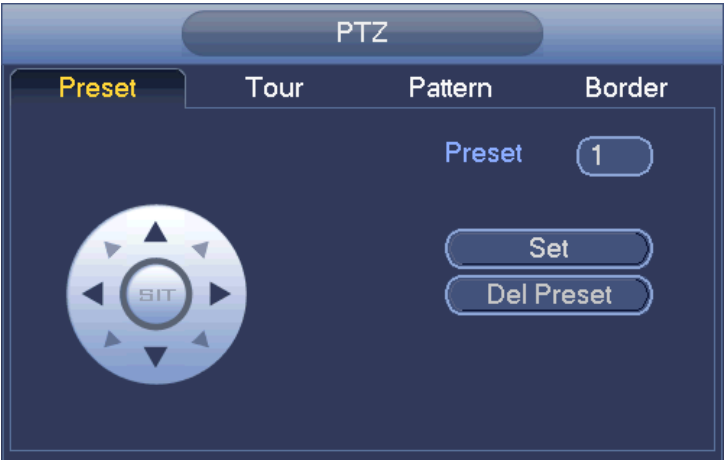 PTZ
Preset Tour Pattern Border
Preset 1
SIT
Set
Del Preset